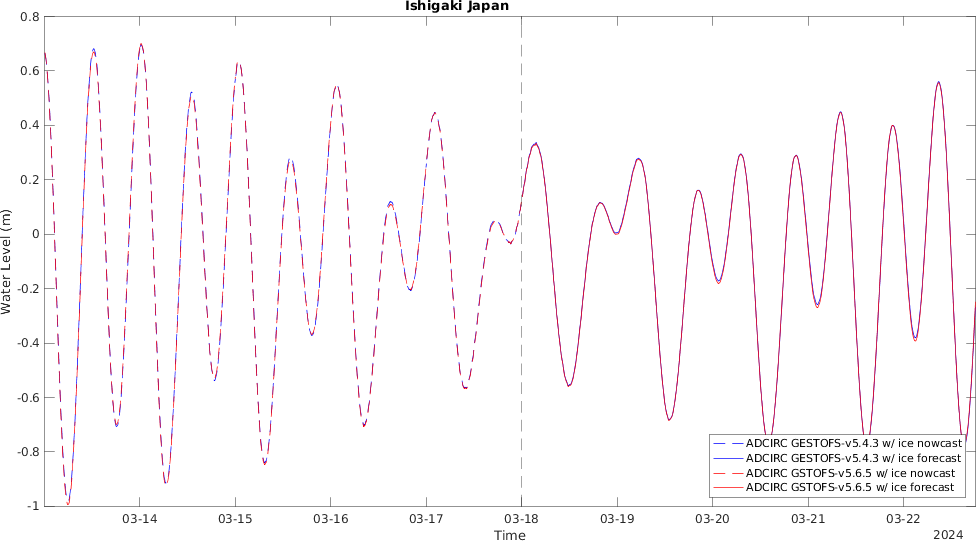 Ishigaki Japan
0.8
0.6
0.4
0.2
0
-0.2
-0.4
-0.6
-0.8
-1
Water Level (m)
ADCIRC GESTOFS-v5.4.3 w/ ice nowcast
ADCIRC GESTOFS-v5.4.3 w/ ice forecast
ADCIRC GSTOFS-v5.6.5 w/ ice nowcast
ADCIRC GSTOFS-v5.6.5 w/ ice forecast
03-14 03-15 03-16 03-17 03-18 03-19 03-20 03-21 03-22
Time
2024